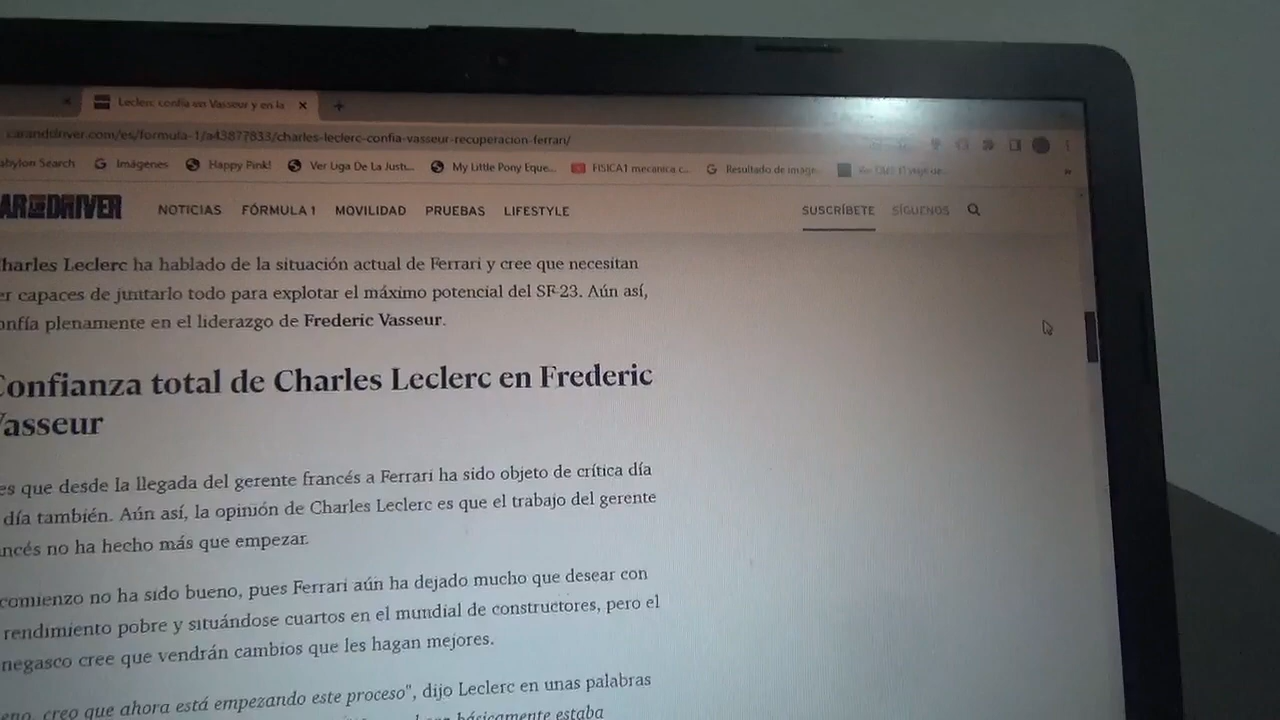 Leclerc confía en Vasseur y en la
carandriver.com/es/formula-1/a43877833/charles-leclerc-confia-vasseur-recuperacion-ferrari/
abylon Search Imágenes Happy Pink! Ver Liga De La Justi... My Little Pony Eque... FISICA1 mecanica c... Resultado de image...
AR AND DRIVER NOTICIAS FÓRMULA 1 MOVILIDAD PRUEBAS LIFESTYLE SUSCRÍBETE SÍGUENOS
harles Leclerc ha hablado de la situación actual de Ferrari y cree que necesitan
er capaces de juntarlo todo para explotar el máximo potencial del SF-23. Aún así,
onfía plenamente en el liderazgo de Frederic Vasseur.
Confianza total de Charles Leclerc en Frederic
Vasseur
es que desde la llegada del gerente francés a Ferrari ha sido objeto de crítica día
día también. Aún así, la opinión de Charles Leclerc es que el trabajo del gerente
ncés no ha hecho más que empezar.
comienzo no ha sido bueno, pues Ferrari aún ha dejado mucho que desear con
rendimiento pobre y situándose cuartos en el mundial de constructores, pero el
negasco cree que vendrán cambios que les hagan mejores.
eno, creo que ahora está empezando este proceso", dijo Leclerc en unas palabras
básicamente estaba